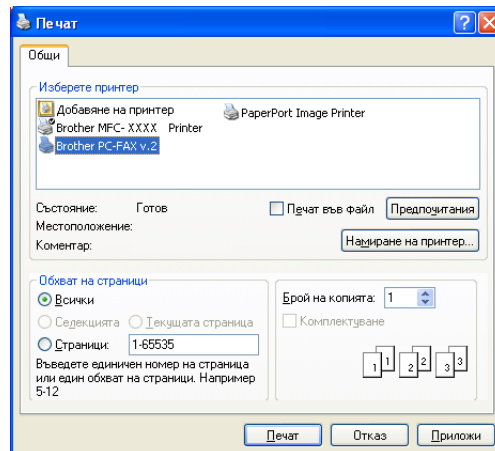 Печат
Общи
Изберете принтер
Добавяне на принтер
PaperPort Image Printer
Brother MFC- XXXX Printer
Brother PC-FAX v.2
Състояние: Готов
Печат във файл
Предпочитания
Местоположение:
Коментар:
Намиране на принтер...
Обхват на страници
Всички
Брой на копията: 1
Селекцията
Текущата страница
Комплектуване
Страници: 1-65535
Въведете единичен номер на страница
или един обхват на страници. Например
5-12
1 1 2 2 3 3
Печат
Отказ
Приложи